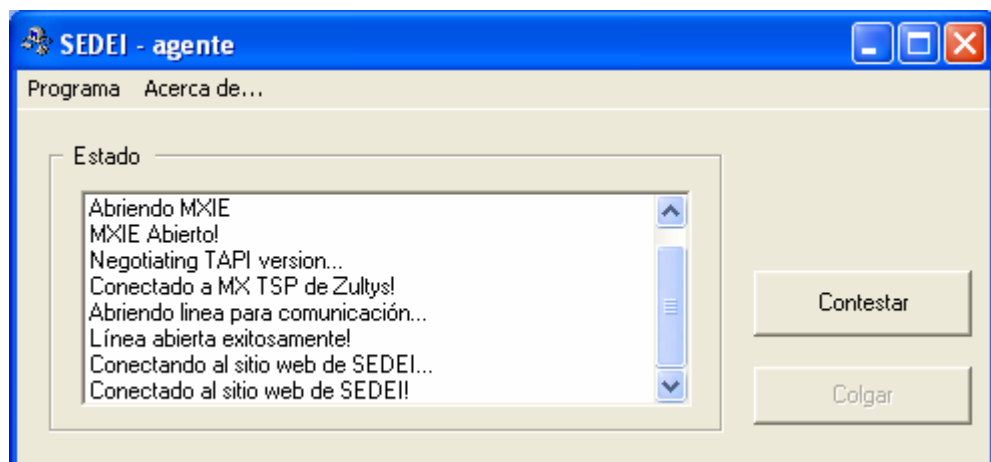 SEDEI - agente
Programa Acerca de...
Estado
Abriendo MXIE
MXIE Abierto!
Negotiating TAPI version...
Conectado a MX TSP de Zultys!
Abriendo linea para comunicación...
Línea abierta exitosamente!
Conectando al sitio web de SEDEI...
Conectado al sitio web de SEDEI!
Contestar
Colgar